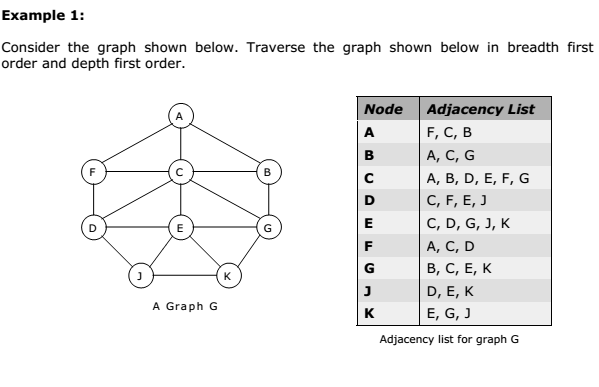 Example 1:
Consider the graph shown below. Traverse the graph shown below in breadth first
order and depth first order.
A
F
C
B
D
E
G
J
K
A Graph G
Node Adjacency List
A F, C, B
B A, C, G
C A, B, D, E, F, G
D C, F, E, J
E C, D, G, J, K
F A, C, D
G B, C, E, K
J D, E, K
K E, G, J
Adjacency list for graph G